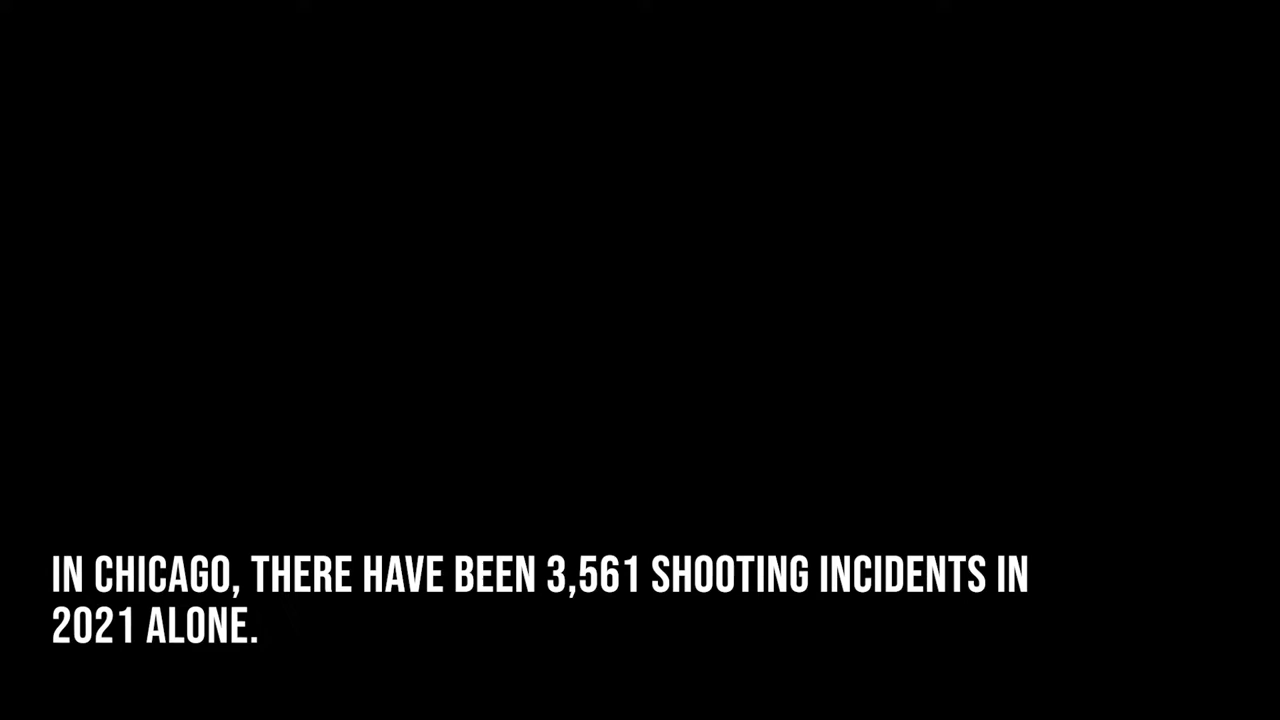 IN CHICAGO, THERE HAVE BEEN 3,561 SHOOTING INCIDENTS IN
2021 ALONE.